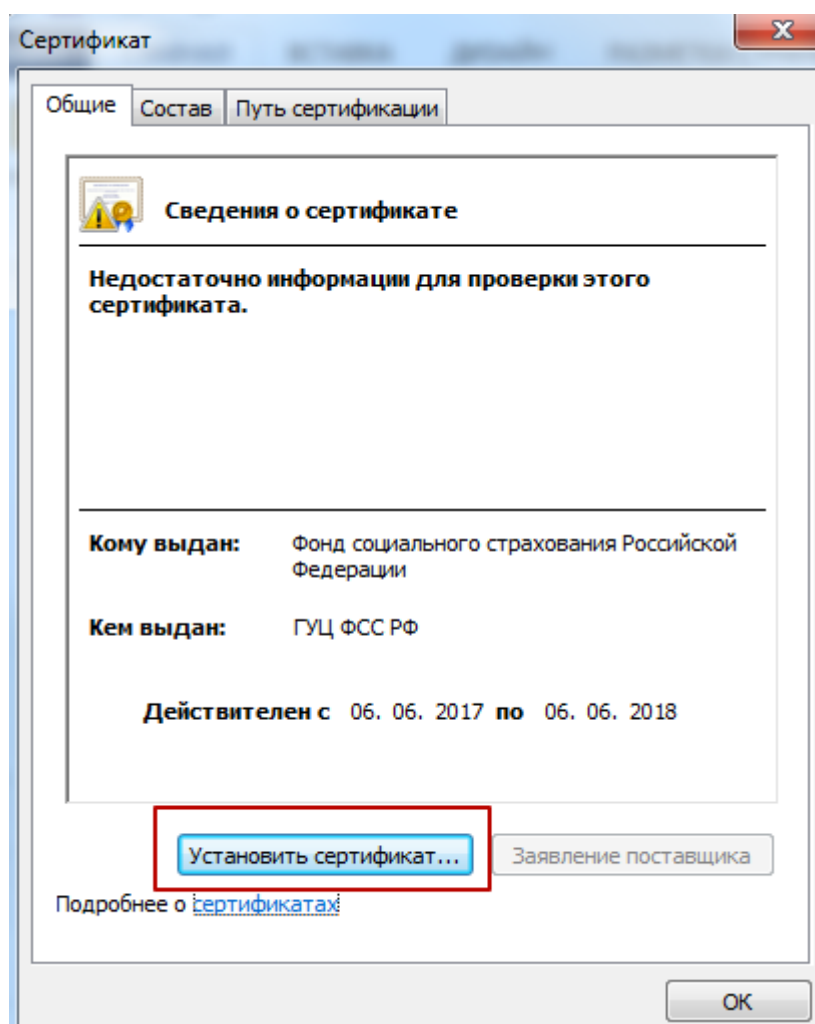 Сертификат
Общие Состав Путь сертификации
Сведения о сертификате
Недостаточно информации для проверки этого
сертификата.
Кому выдан: Фонд социального страхования Российской
Федерации
Кем выдан: ГУЦ ФСС РФ
Действителен с 06. 06. 2017 по 06. 06. 2018
Установить сертификат... Заявление поставщика
Подробнее о сертификатах
ОК